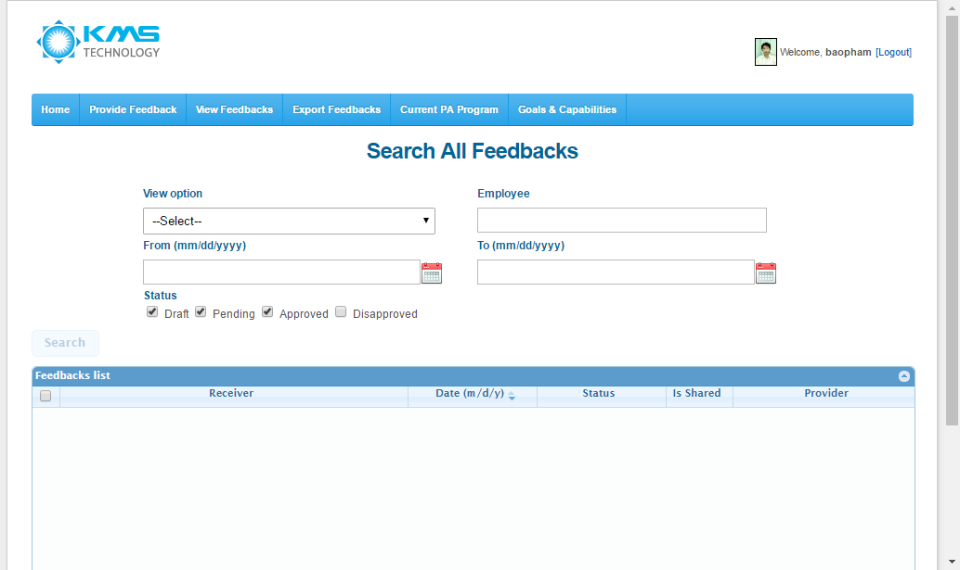 KMS
TECHNOLOGY
Welcome, baopham [Logout]
Home Provide Feedback View Feedbacks Export Feedbacks Current PA Program Goals & Capabilities
Search All Feedbacks
View option Employee
--Select--
From (mm/dd/yyyy) To (mm/dd/yyyy)
Status
Draft Pending Approved Disapproved
Search
Feedbacks list
Receiver Date (m/d/y) Status Is Shared Provider